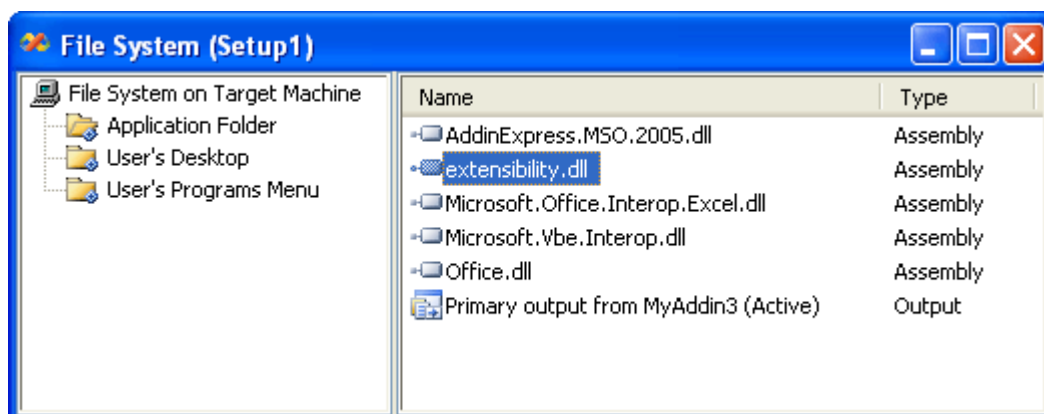 File System (Setup1)
File System on Target Machine
Application Folder
User's Desktop
User's Programs Menu
Name Type
AddinExpress.MSO.2005.dll Assembly
extensibility.dll Assembly
Microsoft.Office.Interop.Excel.dll Assembly
Microsoft.Vbe.Interop.dll Assembly
Office.dll Assembly
Primary output from MyAddin3 (Active) Output